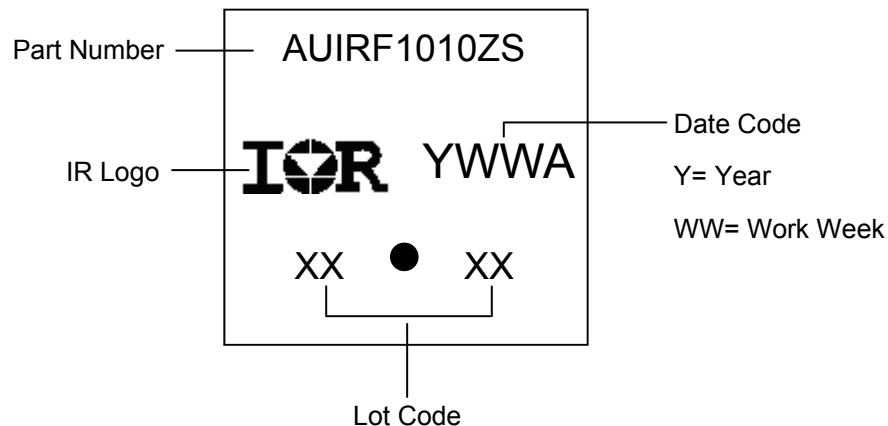 Part Number
AUIRF1010ZS
IR Logo
IOR
YWWA
Date Code
Y= Year
WW= Work Week
XX
XX
Lot Code